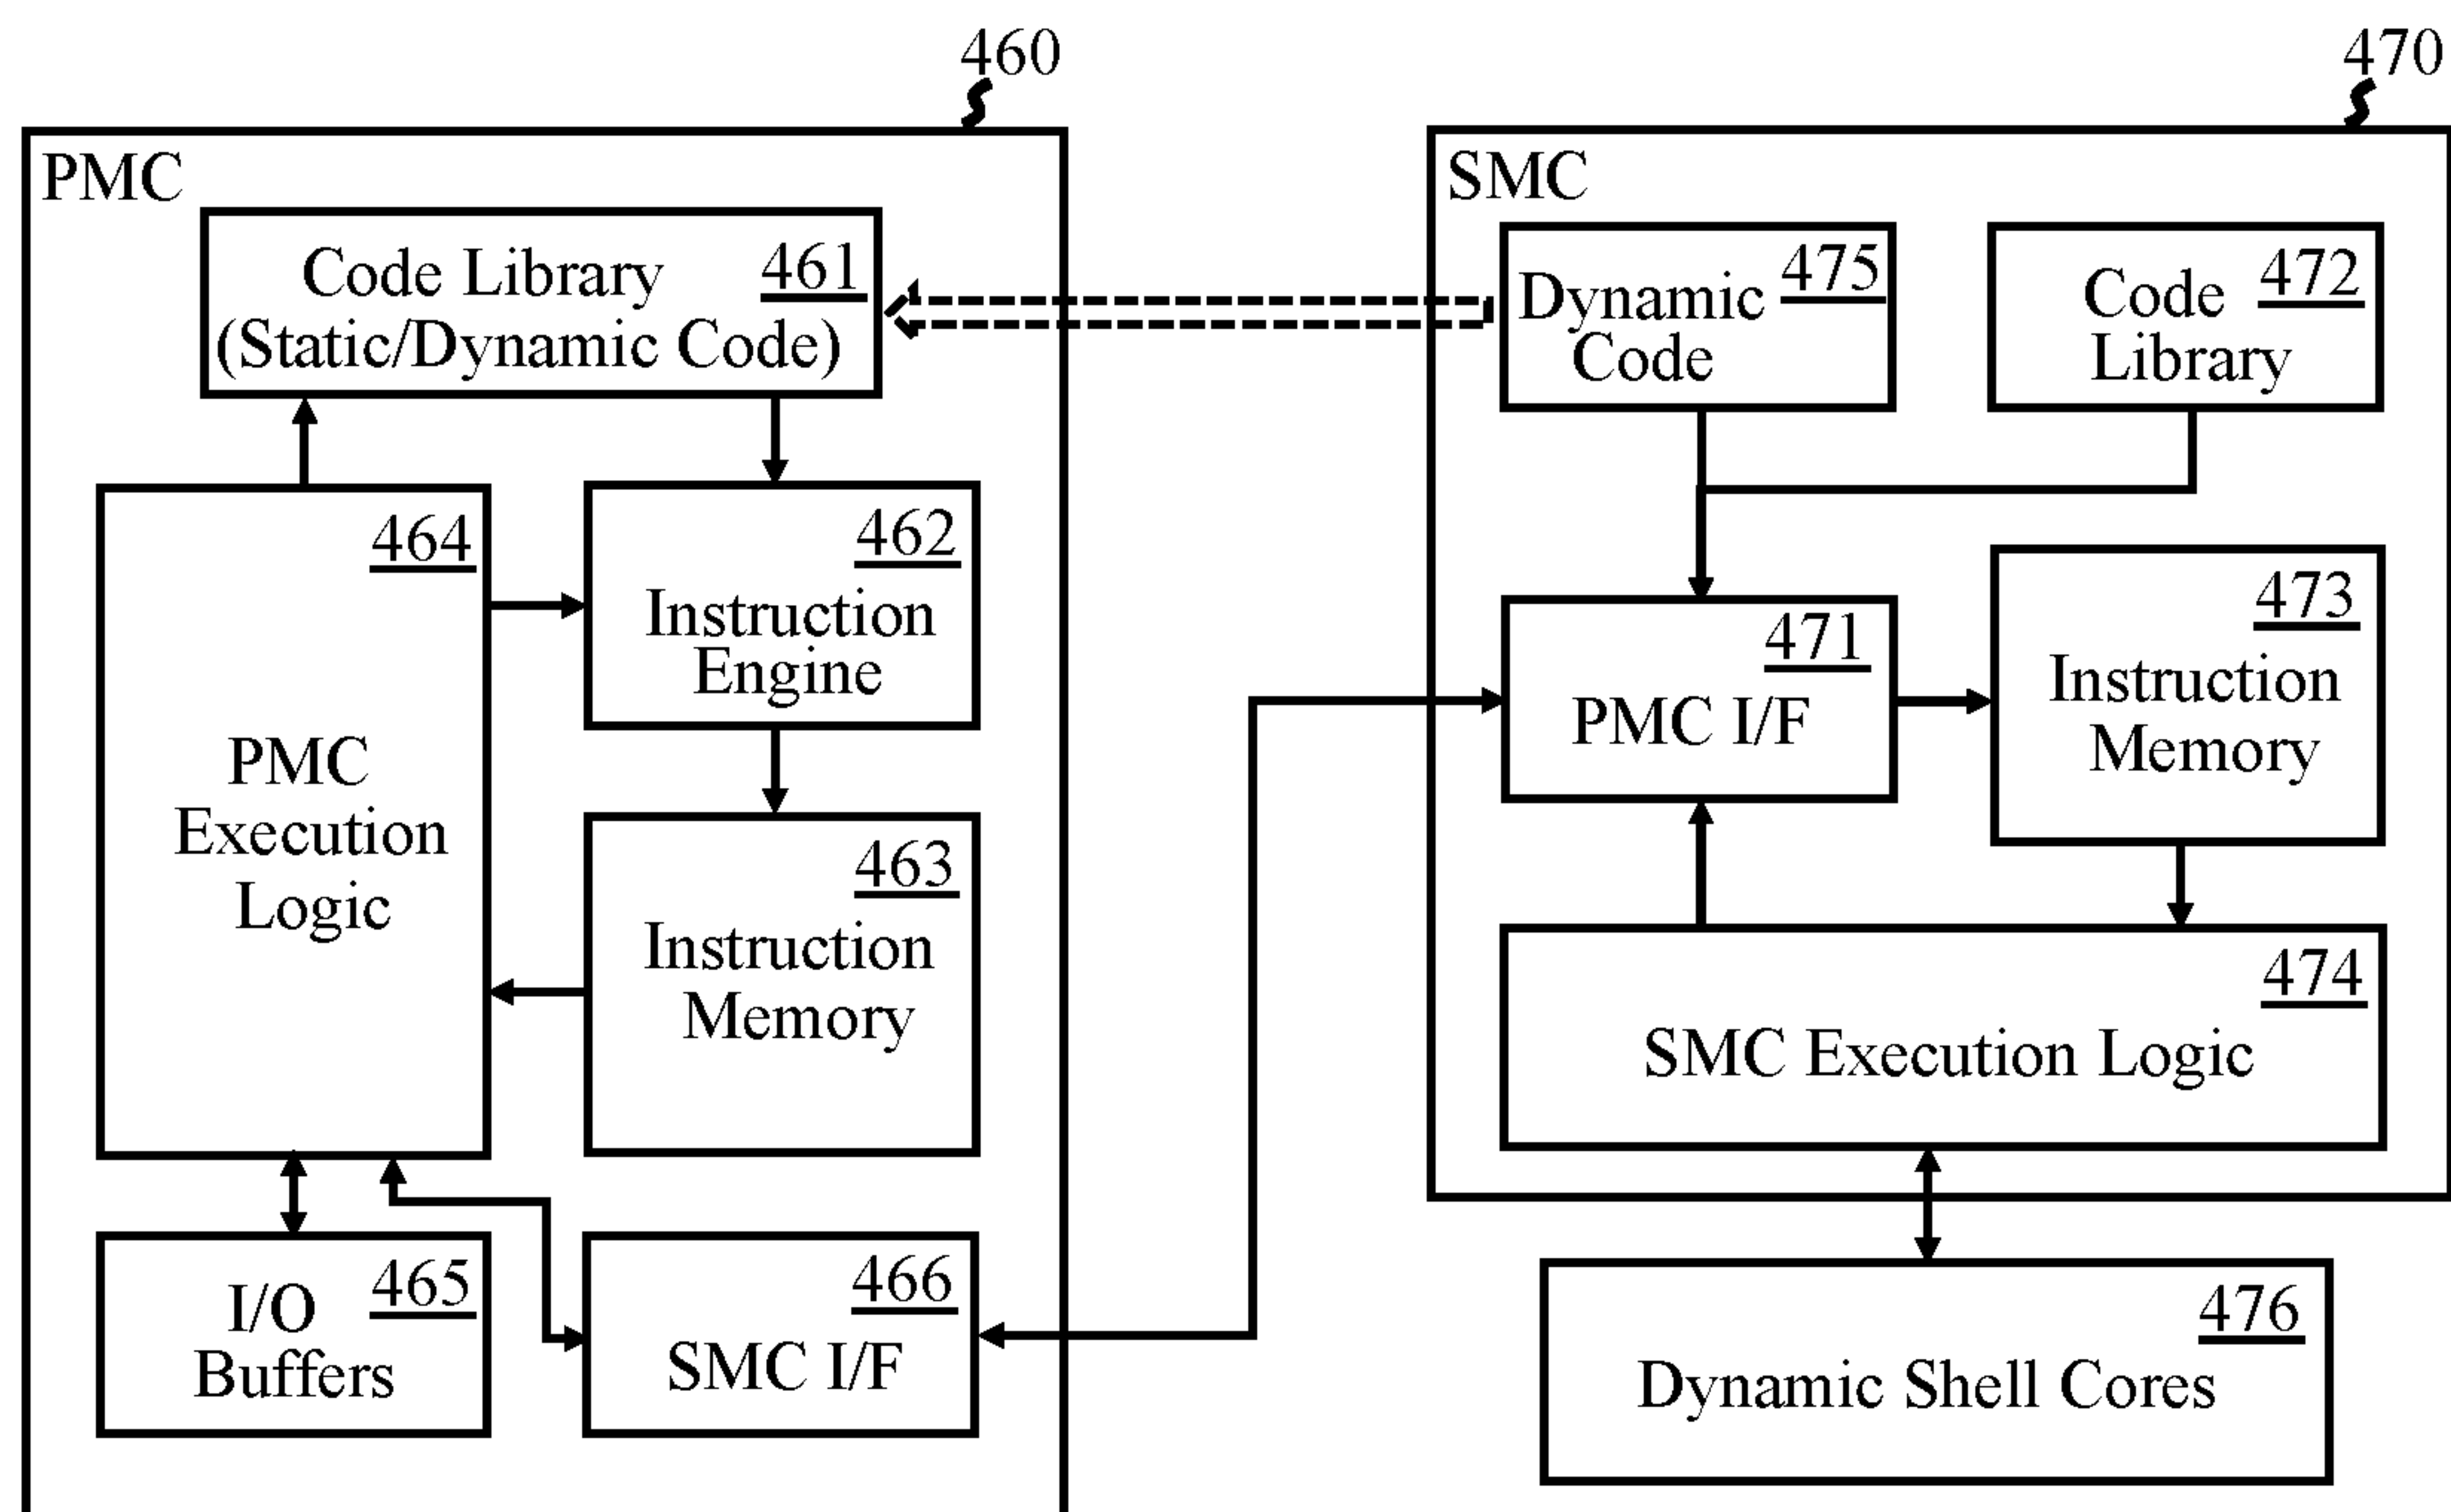 460
470
PMC
Code Library
461
(Static/Dynamic Code)
464
PMC
Execution
Logic
462
Instruction
Engine
463
Instruction
Memory
465
I/O
Buffers
466
SMC I/F
SMC
475
Dynamic
Code
472
Code
Library
471
PMC I/F
473
Instruction
Memory
474
SMC Execution Logic
476
Dynamic Shell Cores